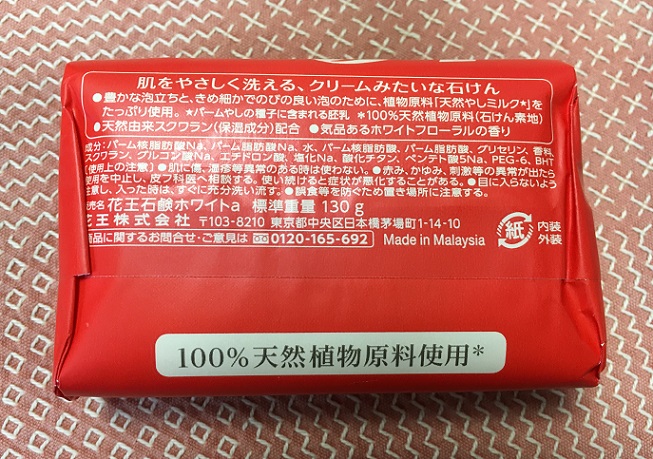 肌をやさしく洗える、クリームみたいな石けん
●豊かな泡立ちと、きめ細かでのびの良い泡のために、植物原料「天然やしミルク*」を
たっぷり使用。 *パームやしの種子に含まれる胚乳 *100%天然植物原料(石けん素地)
●天然由来スクワラン(保湿成分)配合 ●気品あるホワイトフローラルの香り
成分:パーム核脂肪酸Na、パーム脂肪酸Na、水、パーム核脂肪酸、パーム脂肪酸、グリセリン、香料
スクワラン、グルコン酸Na、エチドロン酸、塩化Na、酸化チタン、ペンテト酸5Na、PEG-6、BHT
【使用上の注意】●肌に傷、湿疹等異常のある時は使わない。●赤み、かゆみ、刺激等の異常が出たら
使用を中止し、皮フ科医へ相談する。使い続けると症状が悪化することがある。●目に入らないよう
注意し、入った時は、すぐに充分洗い流す。●誤食等を防ぐため置き場所に注意する。
売名 花王石鹸ホワイトa 標準重量 130g
花王株式会社 〒103-8210 東京都中央区日本橋茅場町1-14-10
商品に関するお問合せ・ご意見は 0120-165-692 Made in Malaysia
紙 内装
外装
100%天然植物原料使用*